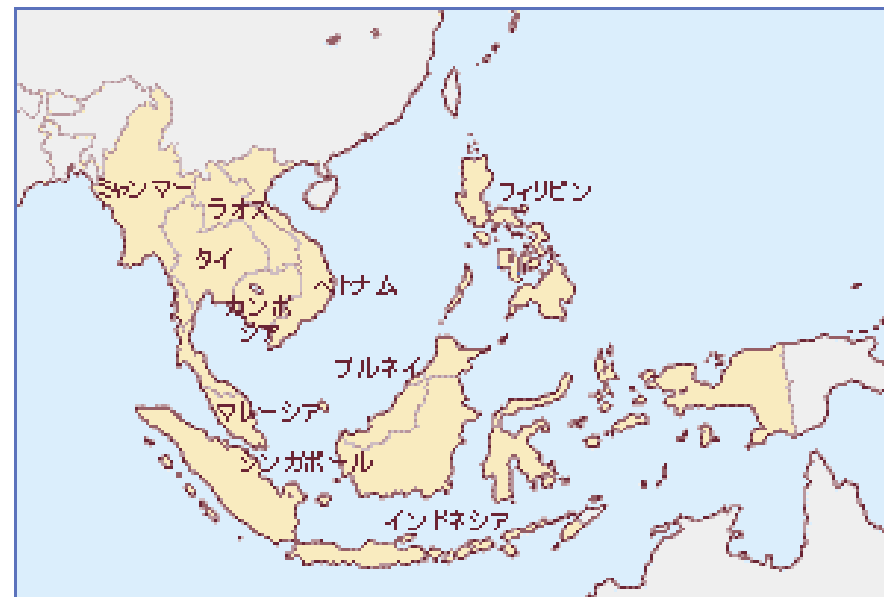 ミャンマー
ラオス
フィリピン
タイ
ベトナム
カンボ
ジア
ブルネイ
マレーシア
シンガポール
インドネシア